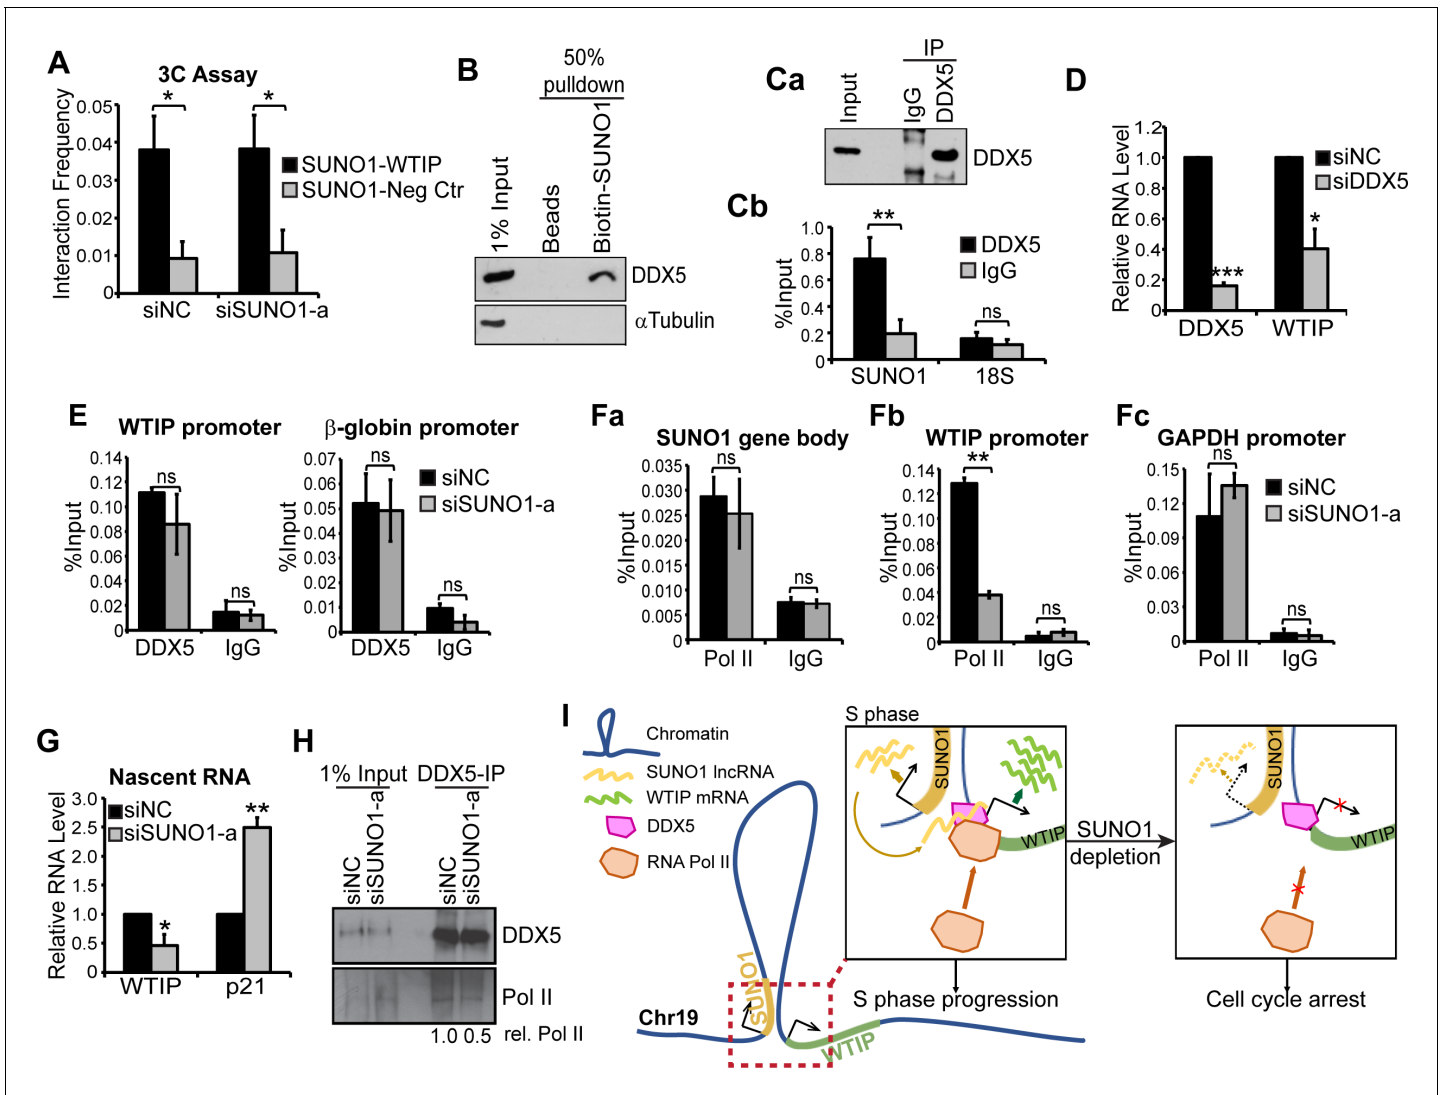 A
3C Assay
Interaction Frequency
0.05
0.04
0.03
0.02
0.01
0
*
*
SUNO1-WTIP
SUNO1-Neg Ctr
siNC
siSUNO1-a
B
50%
pulldown
1% Input
Beads
Biotin-SUNO1
DDX5
αTubulin
Ca
IP
Input
IgG
DDX5
DDX5
Cb
%Input
1.0
0.8
0.6
0.4
0.2
0
**
ns
DDX5
IgG
SUNO1
18S
D
Relative RNA Level
1.2
1.0
0.8
0.6
0.4
0.2
0
***
*
siNC
siDDX5
DDX5
WTIP
E
WTIP promoter
%Input
0.14
0.12
0.10
0.08
0.06
0.04
0.02
0
ns
ns
DDX5
IgG
β-globin promoter
%Input
0.07
0.06
0.05
0.04
0.03
0.02
0.01
0
ns
ns
siNC
siSUNO1-a
DDX5
IgG
Fa
SUNO1 gene body
%Input
0.035
0.030
0.025
0.020
0.015
0.010
0.005
0
ns
ns
Pol II
IgG
Fb
WTIP promoter
%Input
0.14
0.12
0.10
0.08
0.06
0.04
0.02
0
**
ns
Pol II
IgG
Fc
GAPDH promoter
%Input
0.15
0.12
0.09
0.06
0.03
0
ns
ns
siNC
siSUNO1-a
Pol II
IgG
G
Nascent RNA
Relative RNA Level
3.0
2.5
2.0
1.5
1.0
0.5
0
siNC
siSUNO1-a
*
**
WTIP
p21
H
1% Input
DDX5-IP
siNC
siSUNO1-a
siNC
siSUNO1-a
DDX5
Pol II
1.0 0.5 rel. Pol II
I
Chromatin
SUNO1 lncRNA
WTIP mRNA
DDX5
RNA Pol II
Chr19
SUNO1
WTIP
S phase
SUNO1
WTIP
S phase progression
SUNO1
depletion
SUNO1
WTIP
Cell cycle arrest